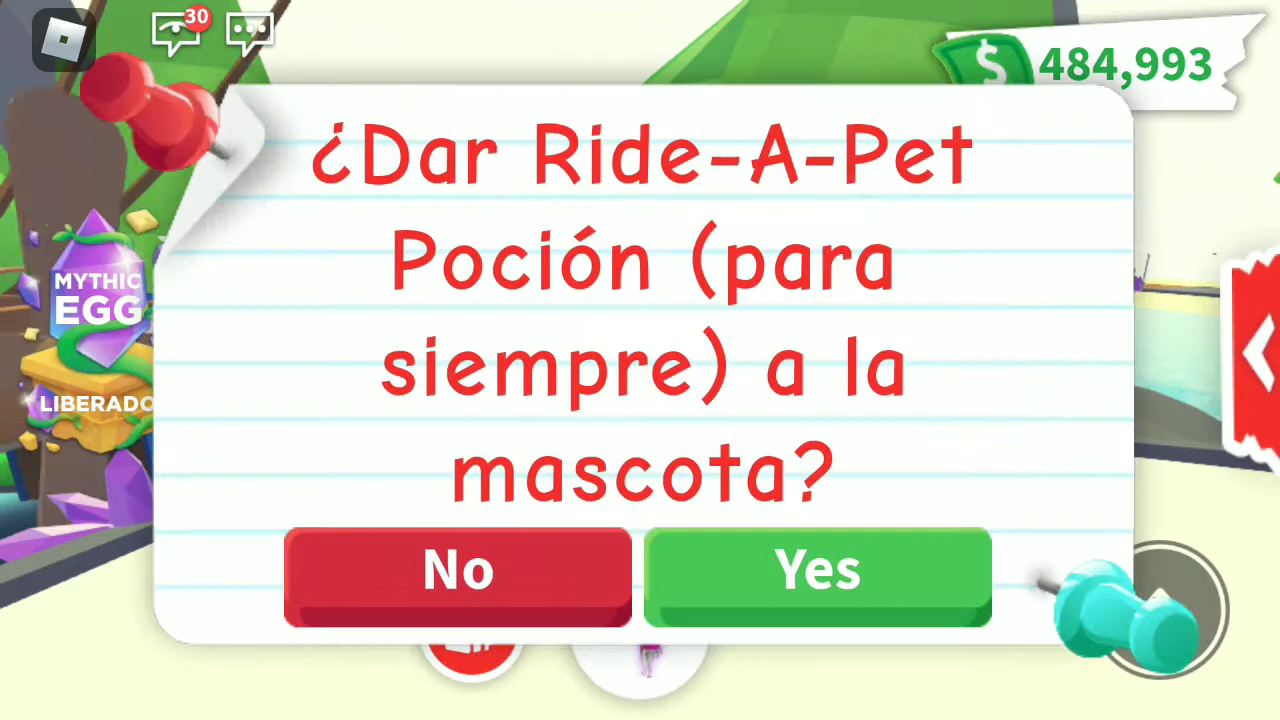 30
484,993
¿Dar Ride-A-Pet
Poción (para
siempre) a la
mascota?
No
Yes
MYTHIC
EGG
LIBERADO